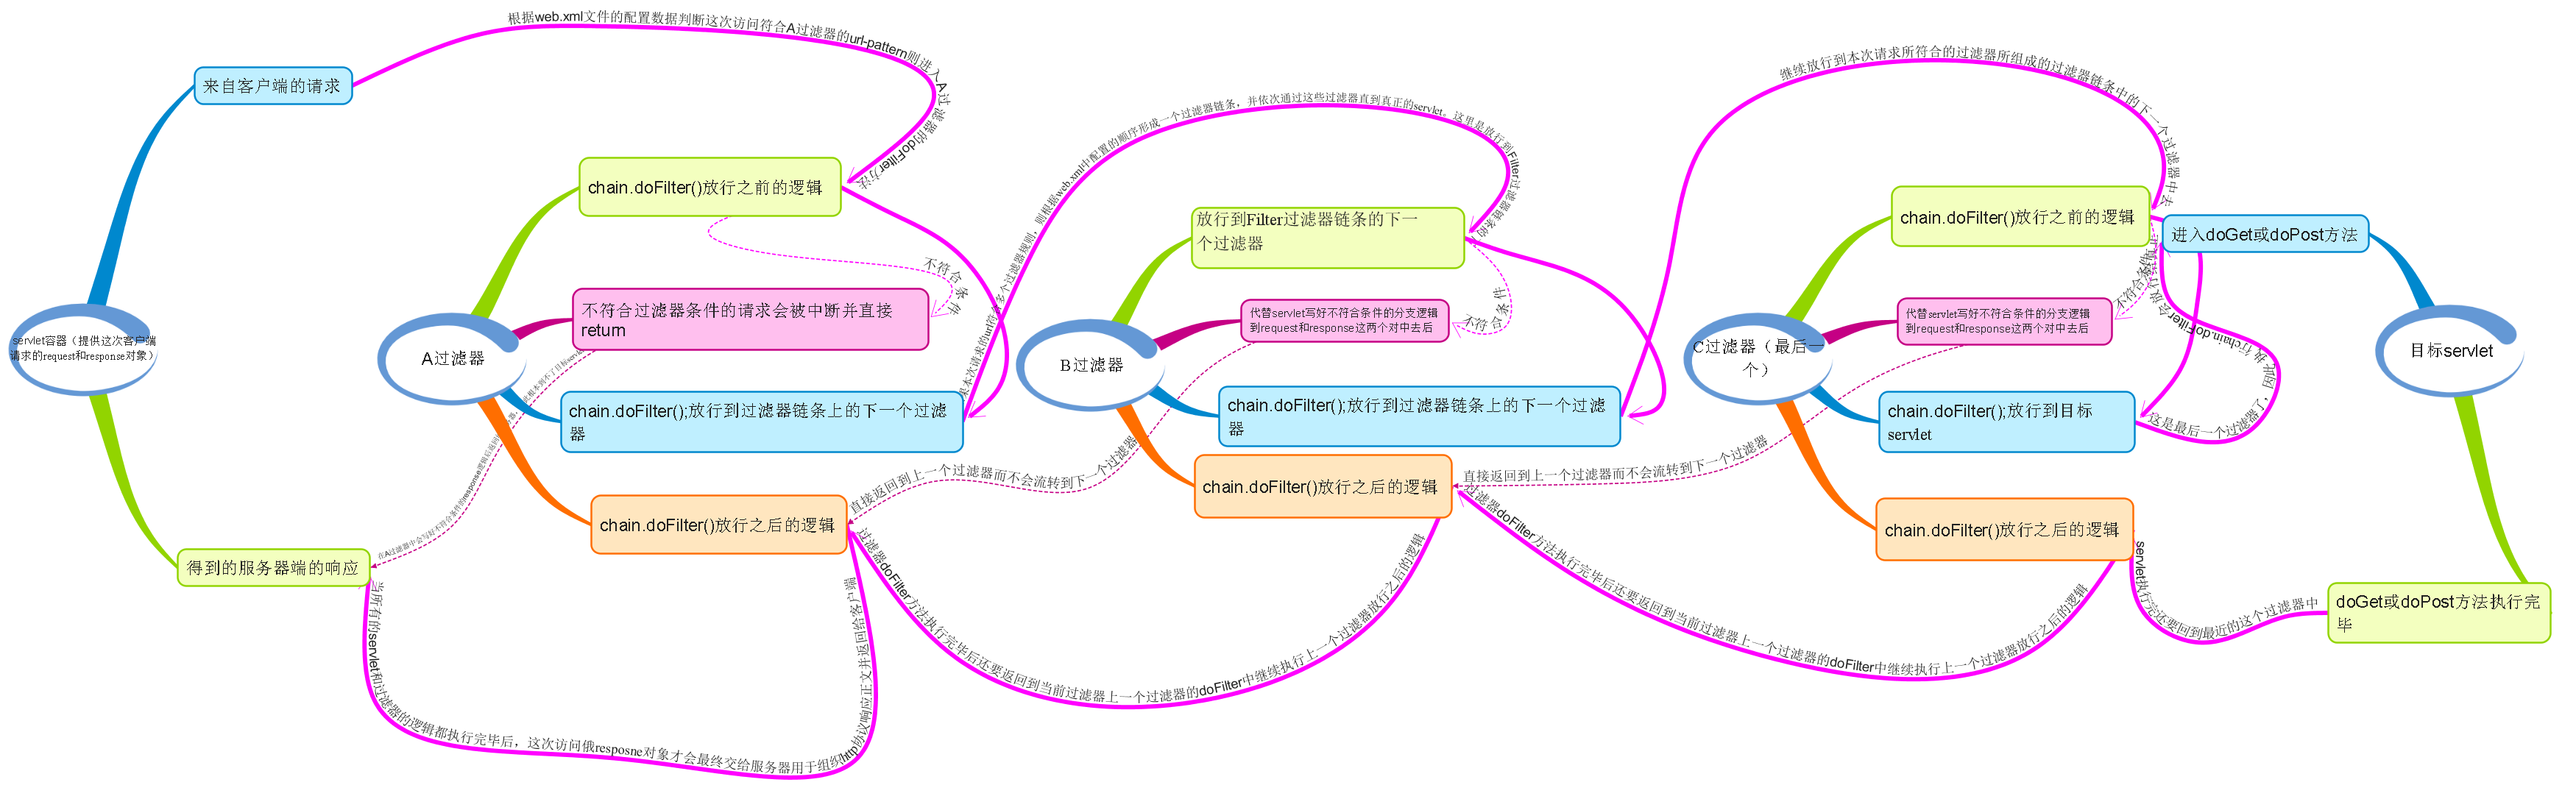 根据web.xml文件的配置数据判断这次访问符合A过滤器的url-pattern则进入A过滤器的doFilter方法
来自客户端的请求
servlet容器（提供这次客户端
请求的request和response对象）
得到的服务器端的响应
chain.doFilter()放行之前的逻辑
不符合条件
不符合过滤器条件的请求会被中断并直接
return
A过滤器
chain.doFilter();放行到过滤器链条上的下一个过滤
器
chain.doFilter()放行之后的逻辑
在A过滤器中会写好不符合条件的response逻辑后返回
当所有的servlet和过滤器的逻辑都执行完毕后，这次访问俄resposne对象才会最终交给服务器用于组织http协议响应正文并返回给客户端
本次请求的url符合多个过滤器规则，则根据web.xml中配置的顺序形成一个过滤器链条，并依次通过这些过滤器直到真正的servlet。这里是放行到Filter过滤器链条的
放行到Filter过滤器链条的下一
个过滤器
不符合条件
代替servlet写好不符合条件的分支逻辑
到request和response这两个对中去后
B过滤器
chain.doFilter();放行到过滤器链条上的下一个过滤
器
chain.doFilter()放行之后的逻辑
直接返回到上一个过滤器而不会流转到下一个过滤器
过滤器doFilter方法执行完毕后还要返回到当前过滤器上一个过滤器的doFilter中继续执行上一个过滤器放行之后的逻辑
继续放行到本次请求所符合的过滤器所组成的过滤器链条中的下一个过滤器中去
chain.doFilter()放行之前的逻辑
不符合条件
代替servlet写好不符合条件的分支逻辑
到request和response这两个对中去后
C过滤器（最后一
个）
chain.doFilter();放行到目标
servlet
chain.doFilter()放行之后的逻辑
直接返回到上一个过滤器而不会流转到下一个过滤器
过滤器doFilter方法执行完毕后还要返回到当前过滤器上一个过滤器的doFilter中继续执行上一个过滤器放行之后的逻辑
这是最后一个过滤器了，因此执行chain.doFilter会放行
进入doGet或doPost方法
目标servlet
doGet或doPost方法执行完
毕
servlet执行完还要回到最近的这个过滤器中